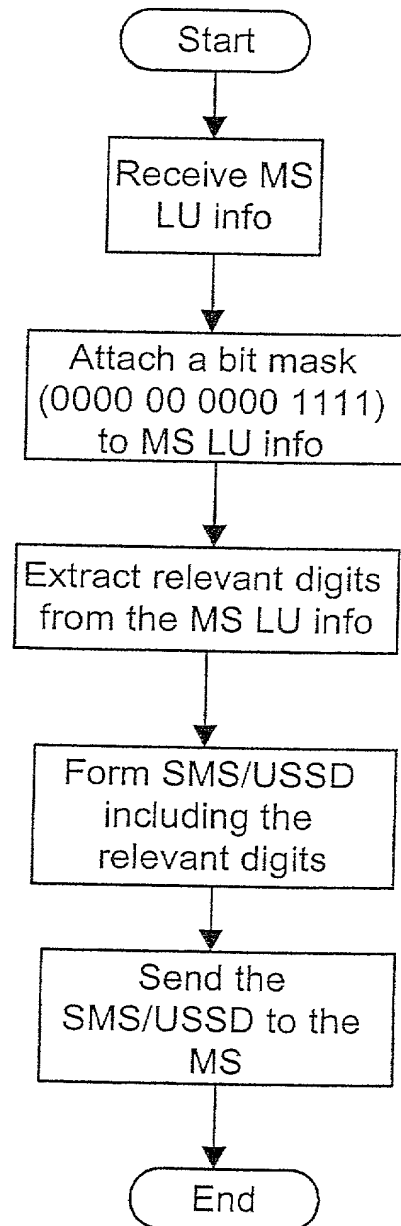 Start
Receive MS
LU info
Attach a bit mask
(0000 00 0000 1111)
to MS LU info
Extract relevant digits
from the MS LU info
Form SMS/USSD
including the
relevant digits
Send the
SMS/USSD to the
MS
End